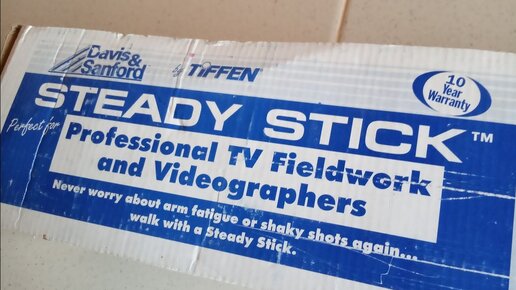 Davis &
Sanford
by TIFFEN®
10
Year
Warranty
STEADY STICK™
Perfect for
Professional TV Fieldwork
and Videographers
Never worry about arm fatigue or shaky shots again...
walk with a Steady Stick.